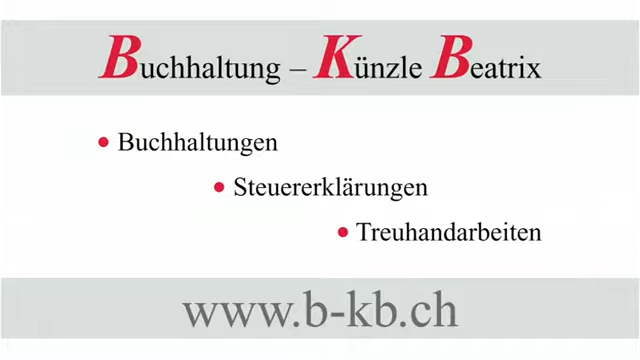 Buchhaltung – Künzle Beatrix
• Buchhaltungen
• Steuererklärungen
• Treuhandarbeiten
www.b-kb.ch